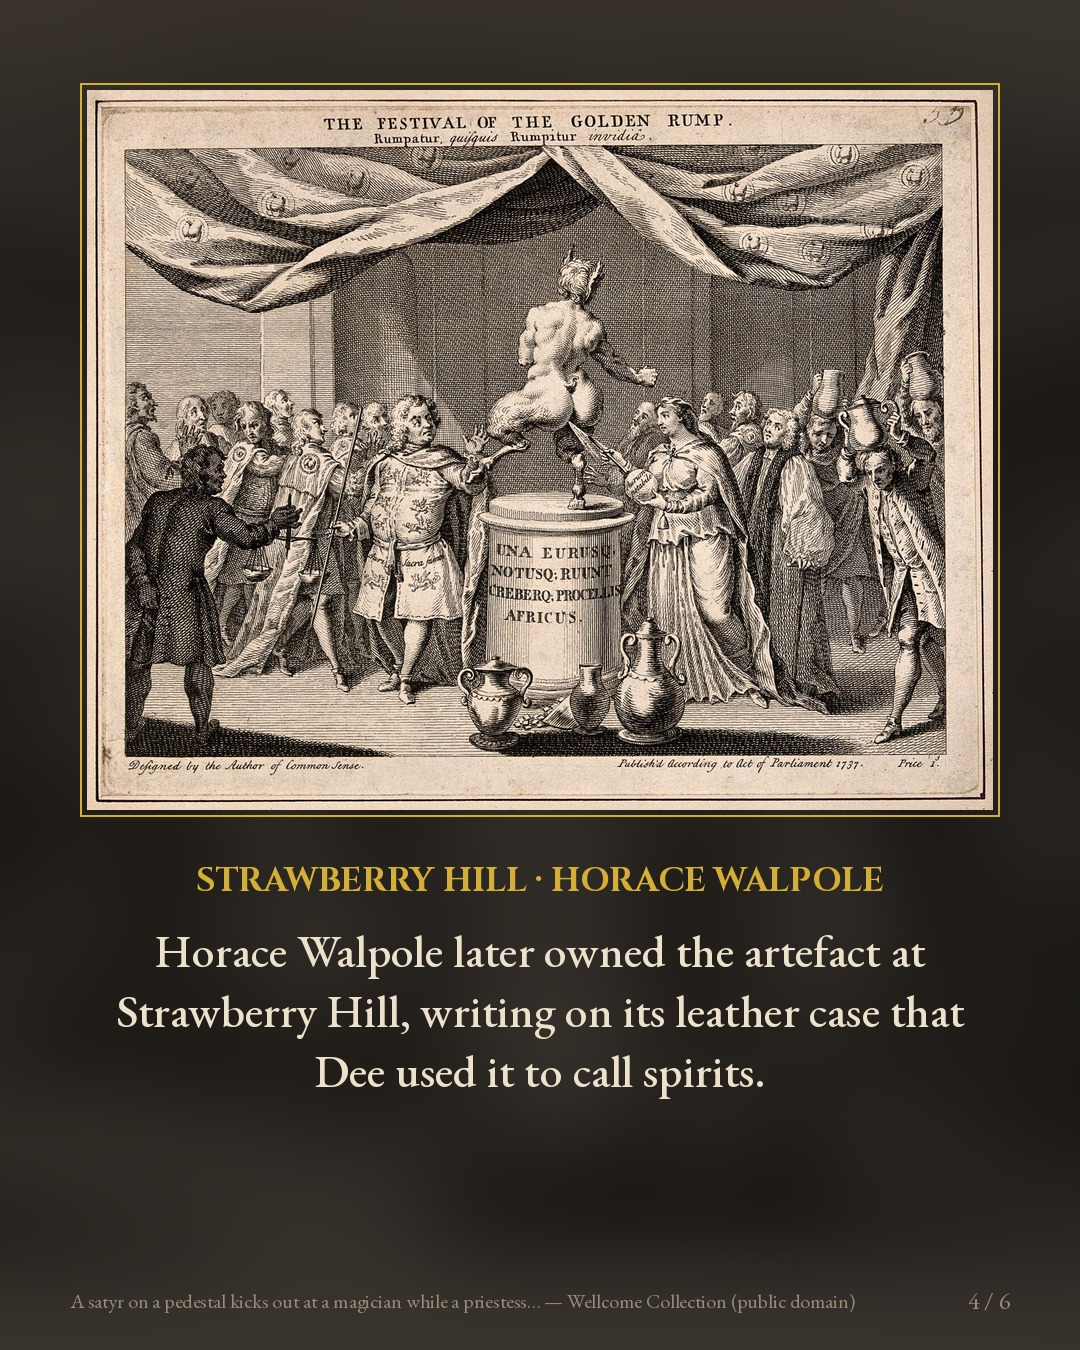 THE FESTIVAL OF THE GOLDEN RUMP.
Rumpatur, quisquis Rumpitur invidiâ.
UNA EURUSQ;
NOTUSQ; RUUNT
CREBERQ; PROCELLIS
AFRICUS.
Designed by the Author of Common Sense.
Publish'd According to Act of Parliament 1737.
Price 1ˢ.
STRAWBERRY HILL · HORACE WALPOLE
Horace Walpole later owned the artefact at
Strawberry Hill, writing on its leather case that
Dee used it to call spirits.
A satyr on a pedestal kicks out at a magician while a priestess... — Wellcome Collection (public domain)
4 / 6